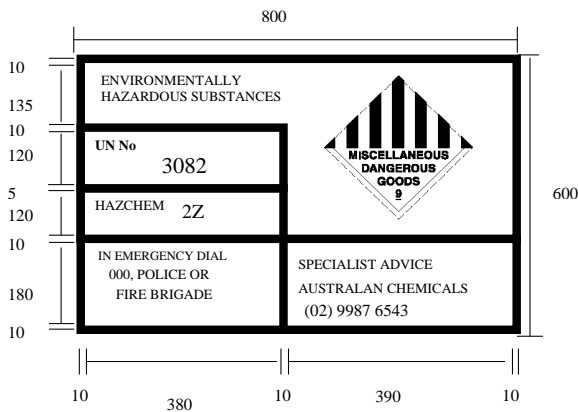 800
10
ENVIRONMENTALLY
HAZARDOUS SUBSTANCES
135
10
UN No
3082
120
MISCELLANEOUS
DANGEROUS
GOODS
9
5
HAZCHEM 2Z
120
600
10
IN EMERGENCY DIAL
000, POLICE OR
FIRE BRIGADE
SPECIALIST ADVICE
AUSTRALAN CHEMICALS
(02) 9987 6543
180
10
10 380 10 390 10